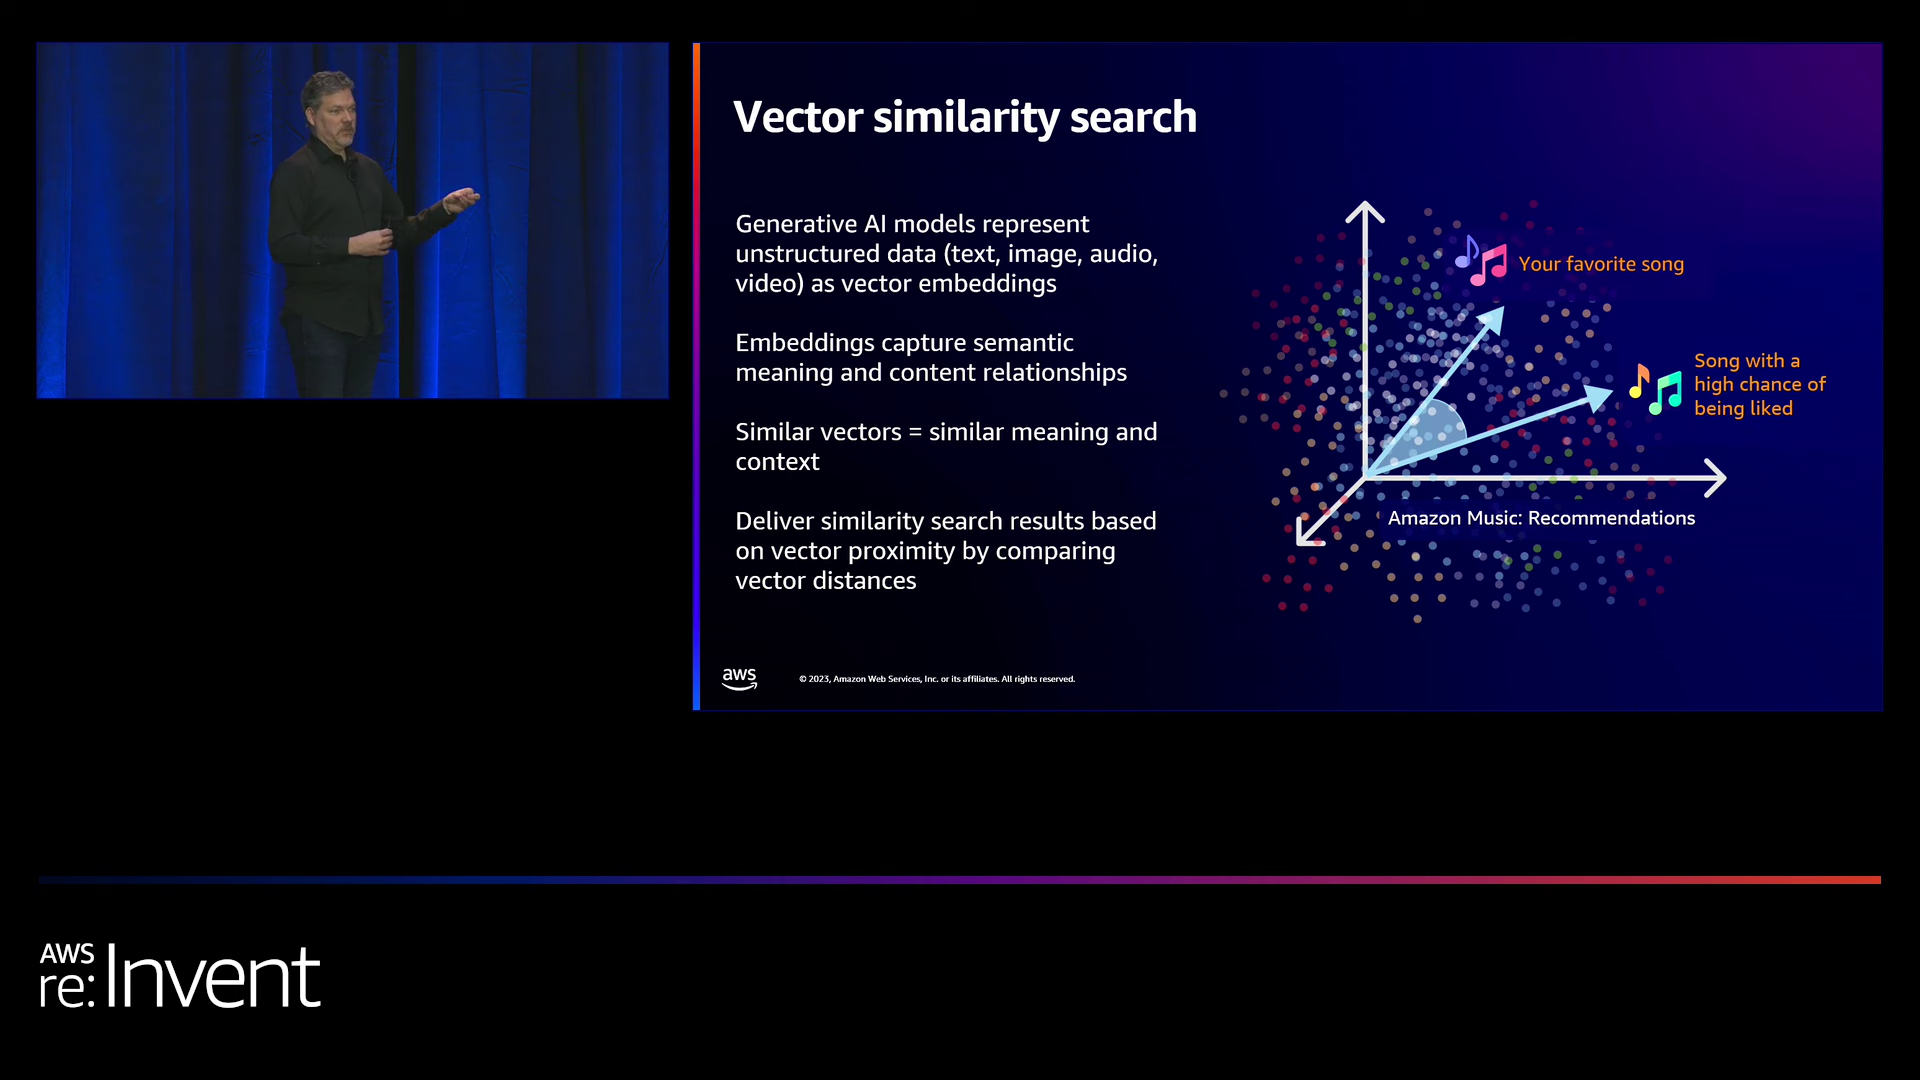 Vector similarity search
Generative AI models represent
unstructured data (text, image, audio,
video) as vector embeddings
Embeddings capture semantic
meaning and content relationships
Similar vectors = similar meaning and
context
Deliver similarity search results based
on vector proximity by comparing
vector distances
Your favorite song
Song with a
high chance of
being liked
Amazon Music: Recommendations
aws
© 2023, Amazon Web Services, Inc. or its affiliates. All rights reserved.
AWS
re:Invent